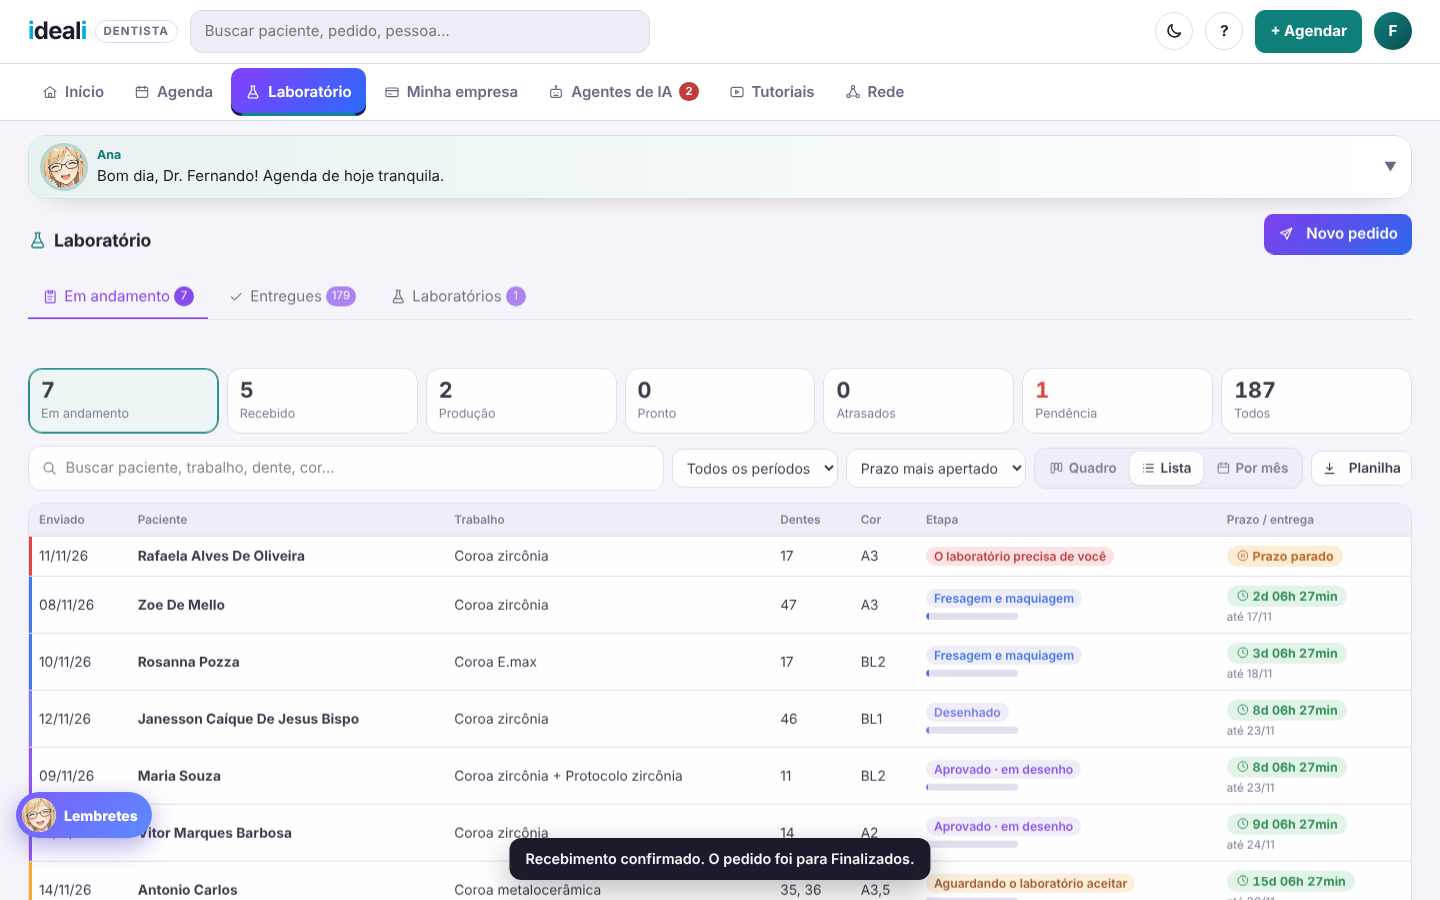 ideali DENTISTA Buscar paciente, pedido, pessoa... ? + Agendar F
Início Agenda Laboratório Minha empresa Agentes de IA 2 Tutoriais Rede
Ana
Bom dia, Dr. Fernando! Agenda de hoje tranquila.
Laboratório Novo pedido
Em andamento 7 Entregues 179 Laboratórios 1
7 5 2 0 0 1 187
Em andamento Recebido Produção Pronto Atrasados Pendência Todos
Buscar paciente, trabalho, dente, cor... Todos os períodos Prazo mais apertado Quadro Lista Por mês Planilha
Enviado Paciente Trabalho Dentes Cor Etapa Prazo / entrega
11/11/26 Rafaela Alves De Oliveira Coroa zircônia 17 A3 O laboratório precisa de você Prazo parado
08/11/26 Zoe De Mello Coroa zircônia 47 A3 Fresagem e maquiagem 2d 06h 27min
até 17/11
10/11/26 Rosanna Pozza Coroa E.max 17 BL2 Fresagem e maquiagem 3d 06h 27min
até 18/11
12/11/26 Janesson Caíque De Jesus Bispo Coroa zircônia 46 BL1 Desenhado 8d 06h 27min
até 23/11
09/11/26 Maria Souza Coroa zircônia + Protocolo zircônia 11 BL2 Aprovado · em desenho 8d 06h 27min
até 23/11
Lembretes
Vitor Marques Barbosa Coroa zircônia 14 A2 Aprovado · em desenho 9d 06h 27min
até 24/11
Recebimento confirmado. O pedido foi para Finalizados.
14/11/26 Antonio Carlos Coroa metalocerâmica 35, 36 A3,5 Aguardando o laboratório aceitar 15d 06h 27min